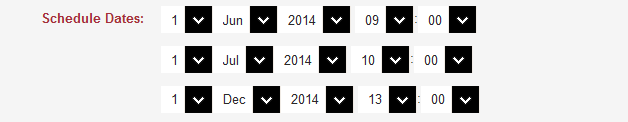 Schedule Dates: 1 Jun 2014 09 : 00
1 Jul 2014 10 : 00
1 Dec 2014 13 : 00